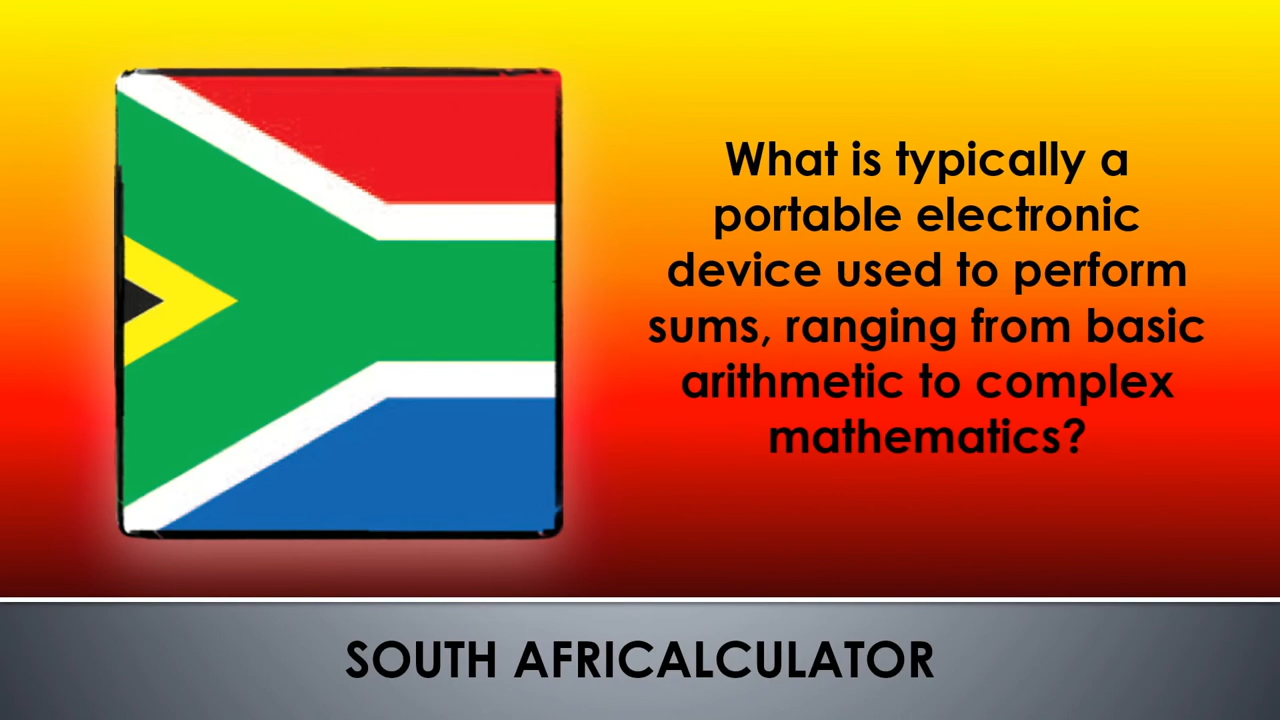 What is typically a
portable electronic
device used to perform
sums, ranging from basic
arithmetic to complex
mathematics?
SOUTH AFRICALCULATOR